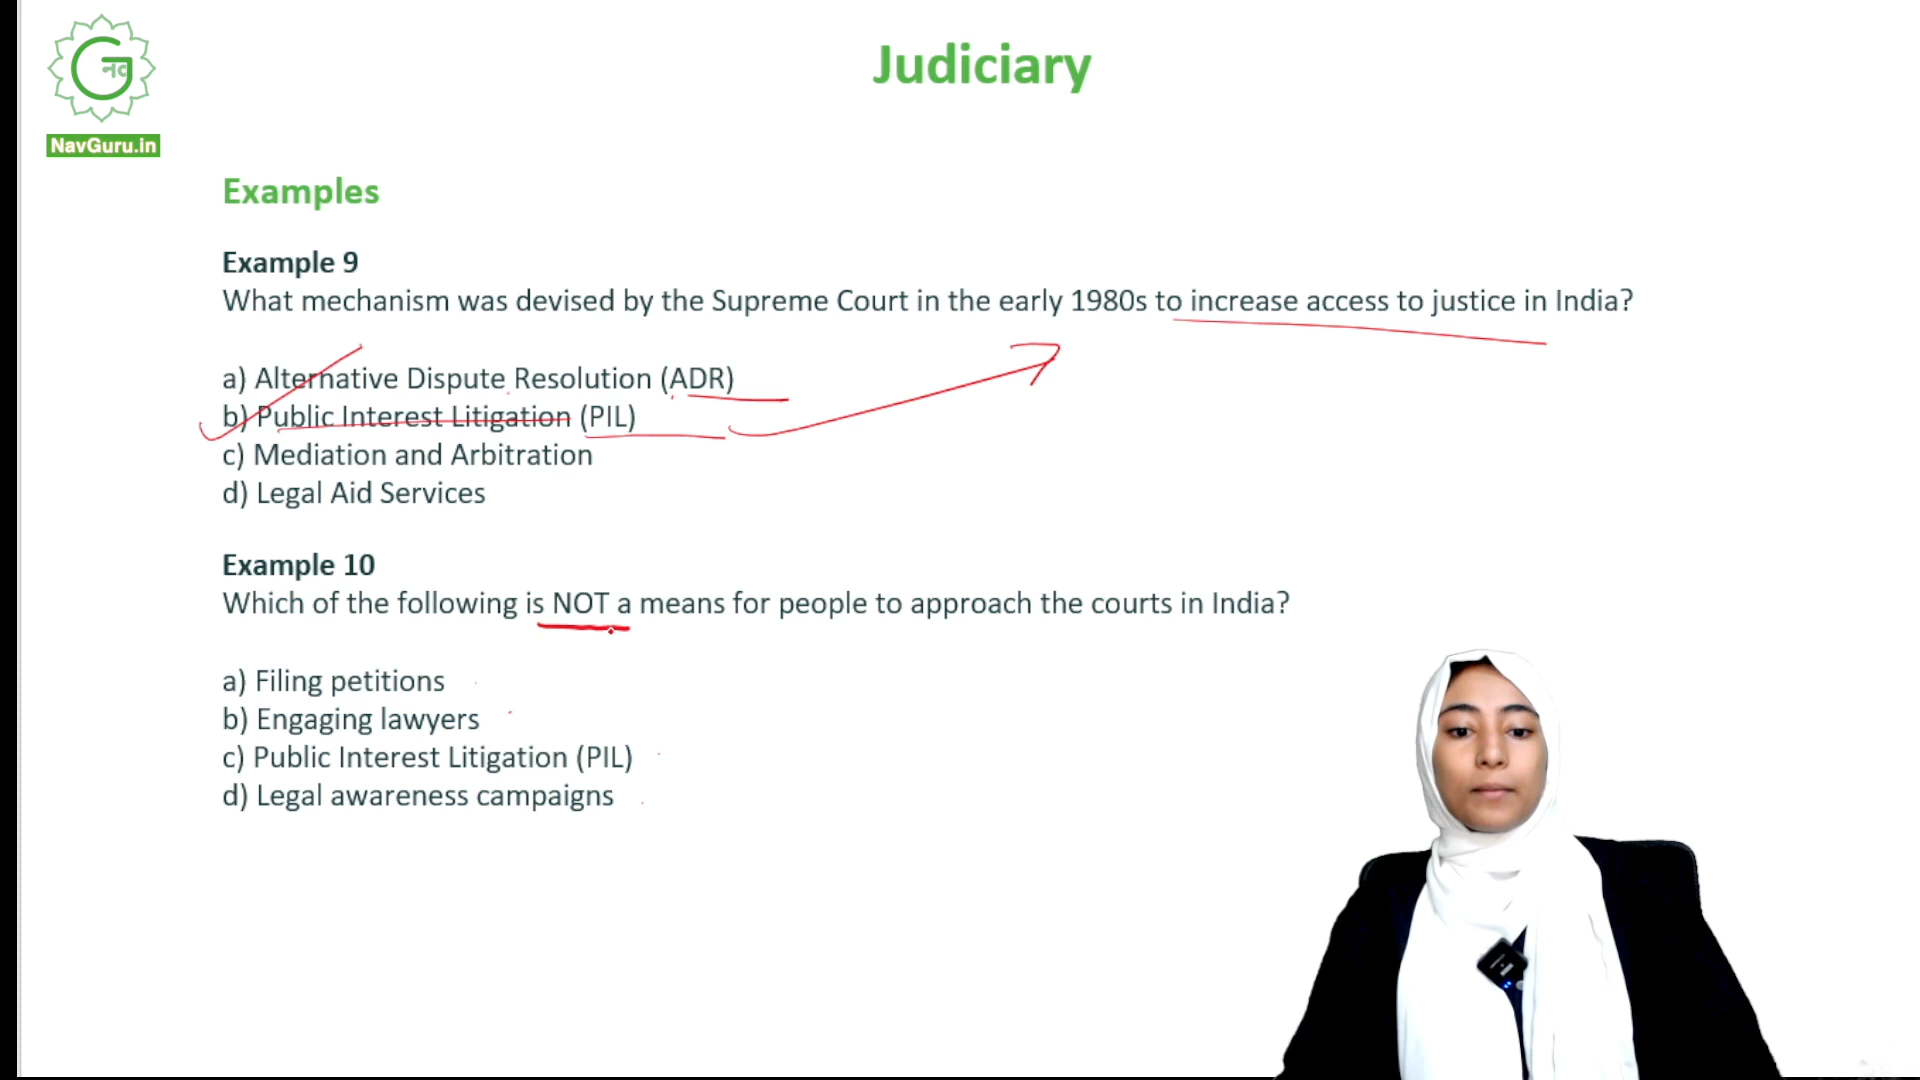 नव
NavGuru.in
Judiciary
Examples
Example 9
What mechanism was devised by the Supreme Court in the early 1980s to increase access to justice in India?
a) Alternative Dispute Resolution (ADR)
b) Public Interest Litigation (PIL)
c) Mediation and Arbitration
d) Legal Aid Services
Example 10
Which of the following is NOT a means for people to approach the courts in India?
a) Filing petitions
b) Engaging lawyers
c) Public Interest Litigation (PIL)
d) Legal awareness campaigns